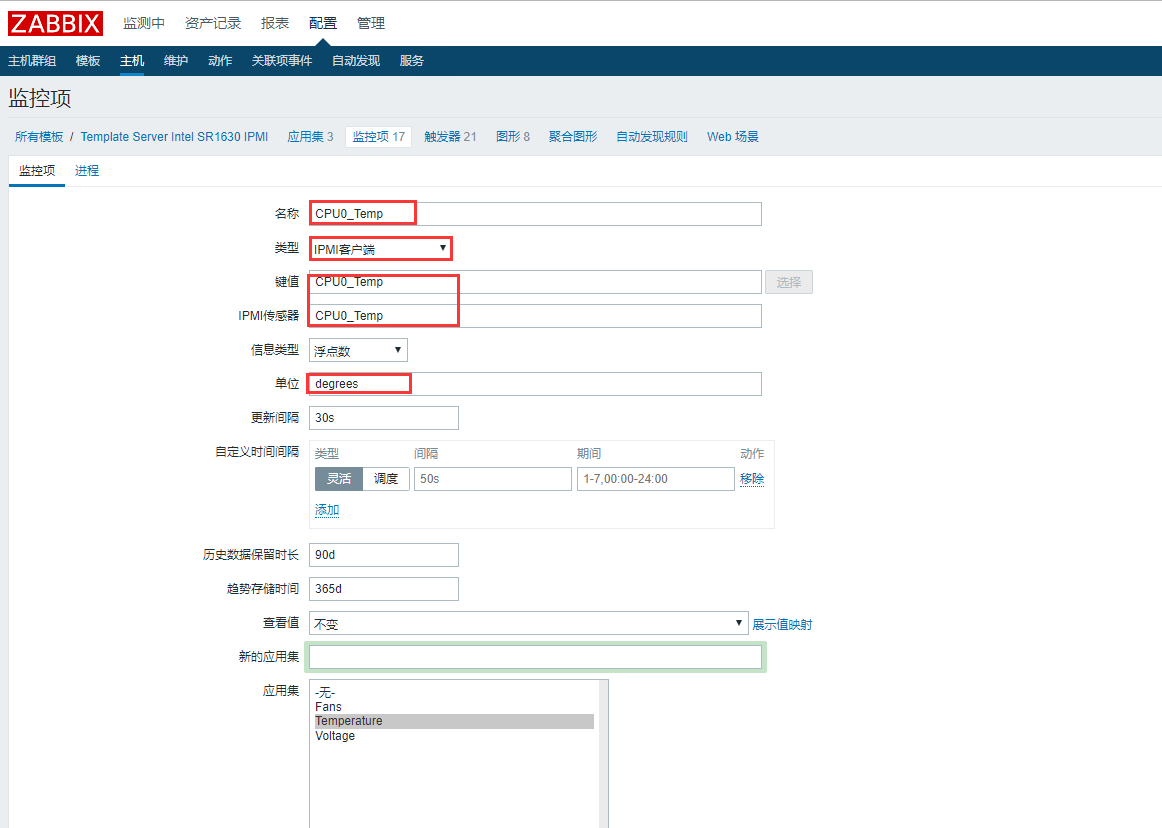 ZABBIX 监测中 资产记录 报表 配置 管理
主机群组 模板 主机 维护 动作 关联项事件 自动发现 服务
监控项
所有模板 / Template Server Intel SR1630 IPMI 应用集 3 监控项 17 触发器 21 图形 8 聚合图形 自动发现规则 Web 场景
监控项 进程
名称 CPU0_Temp
类型 IPMI客户端
键值 CPU0_Temp 选择
IPMI传感器 CPU0_Temp
信息类型 浮点数
单位 degrees
更新间隔 30s
自定义时间间隔 类型 间隔 期间 动作
灵活 调度 50s 1-7,00:00-24:00 移除
添加
历史数据保留时长 90d
趋势存储时间 365d
查看值 不变 展示值映射
新的应用集
应用集 -无-
Fans
Temperature
Voltage